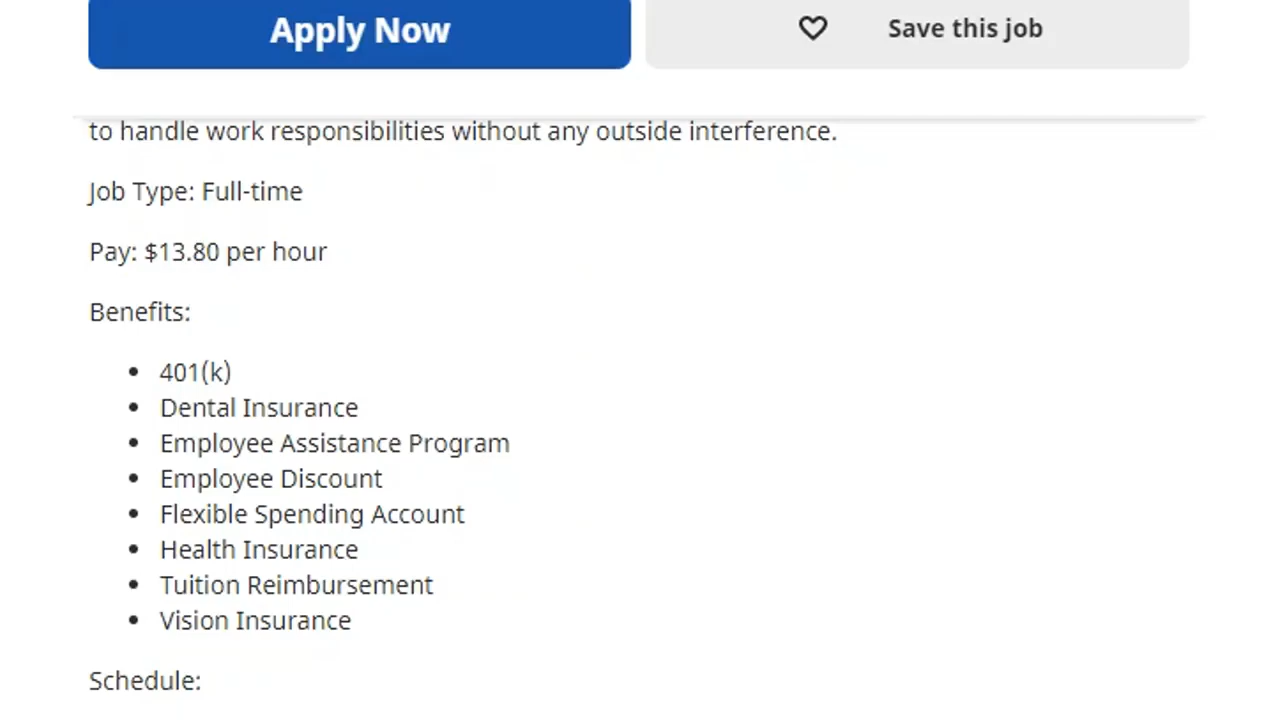 Apply Now
Save this job
to handle work responsibilities without any outside interference.
Job Type: Full-time
Pay: $13.80 per hour
Benefits:
401(k)
Dental Insurance
Employee Assistance Program
Employee Discount
Flexible Spending Account
Health Insurance
Tuition Reimbursement
Vision Insurance
Schedule: